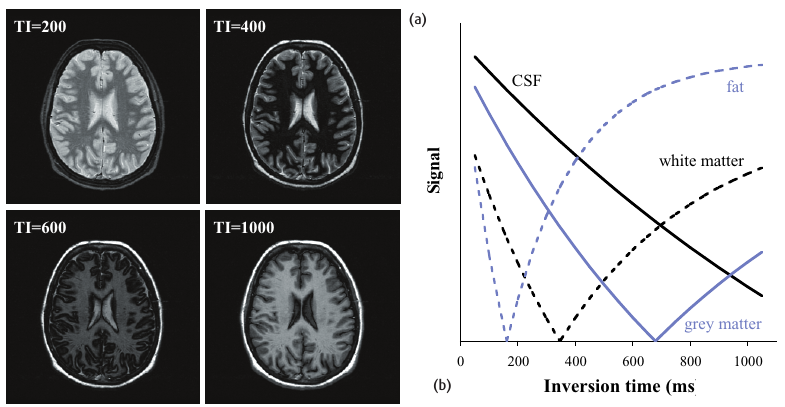 TI=200
TI=400
TI=600
TI=1000
(a)
Signal
CSF
fat
white matter
grey matter
0
200
400
600
800
1000
(b)
Inversion time (ms